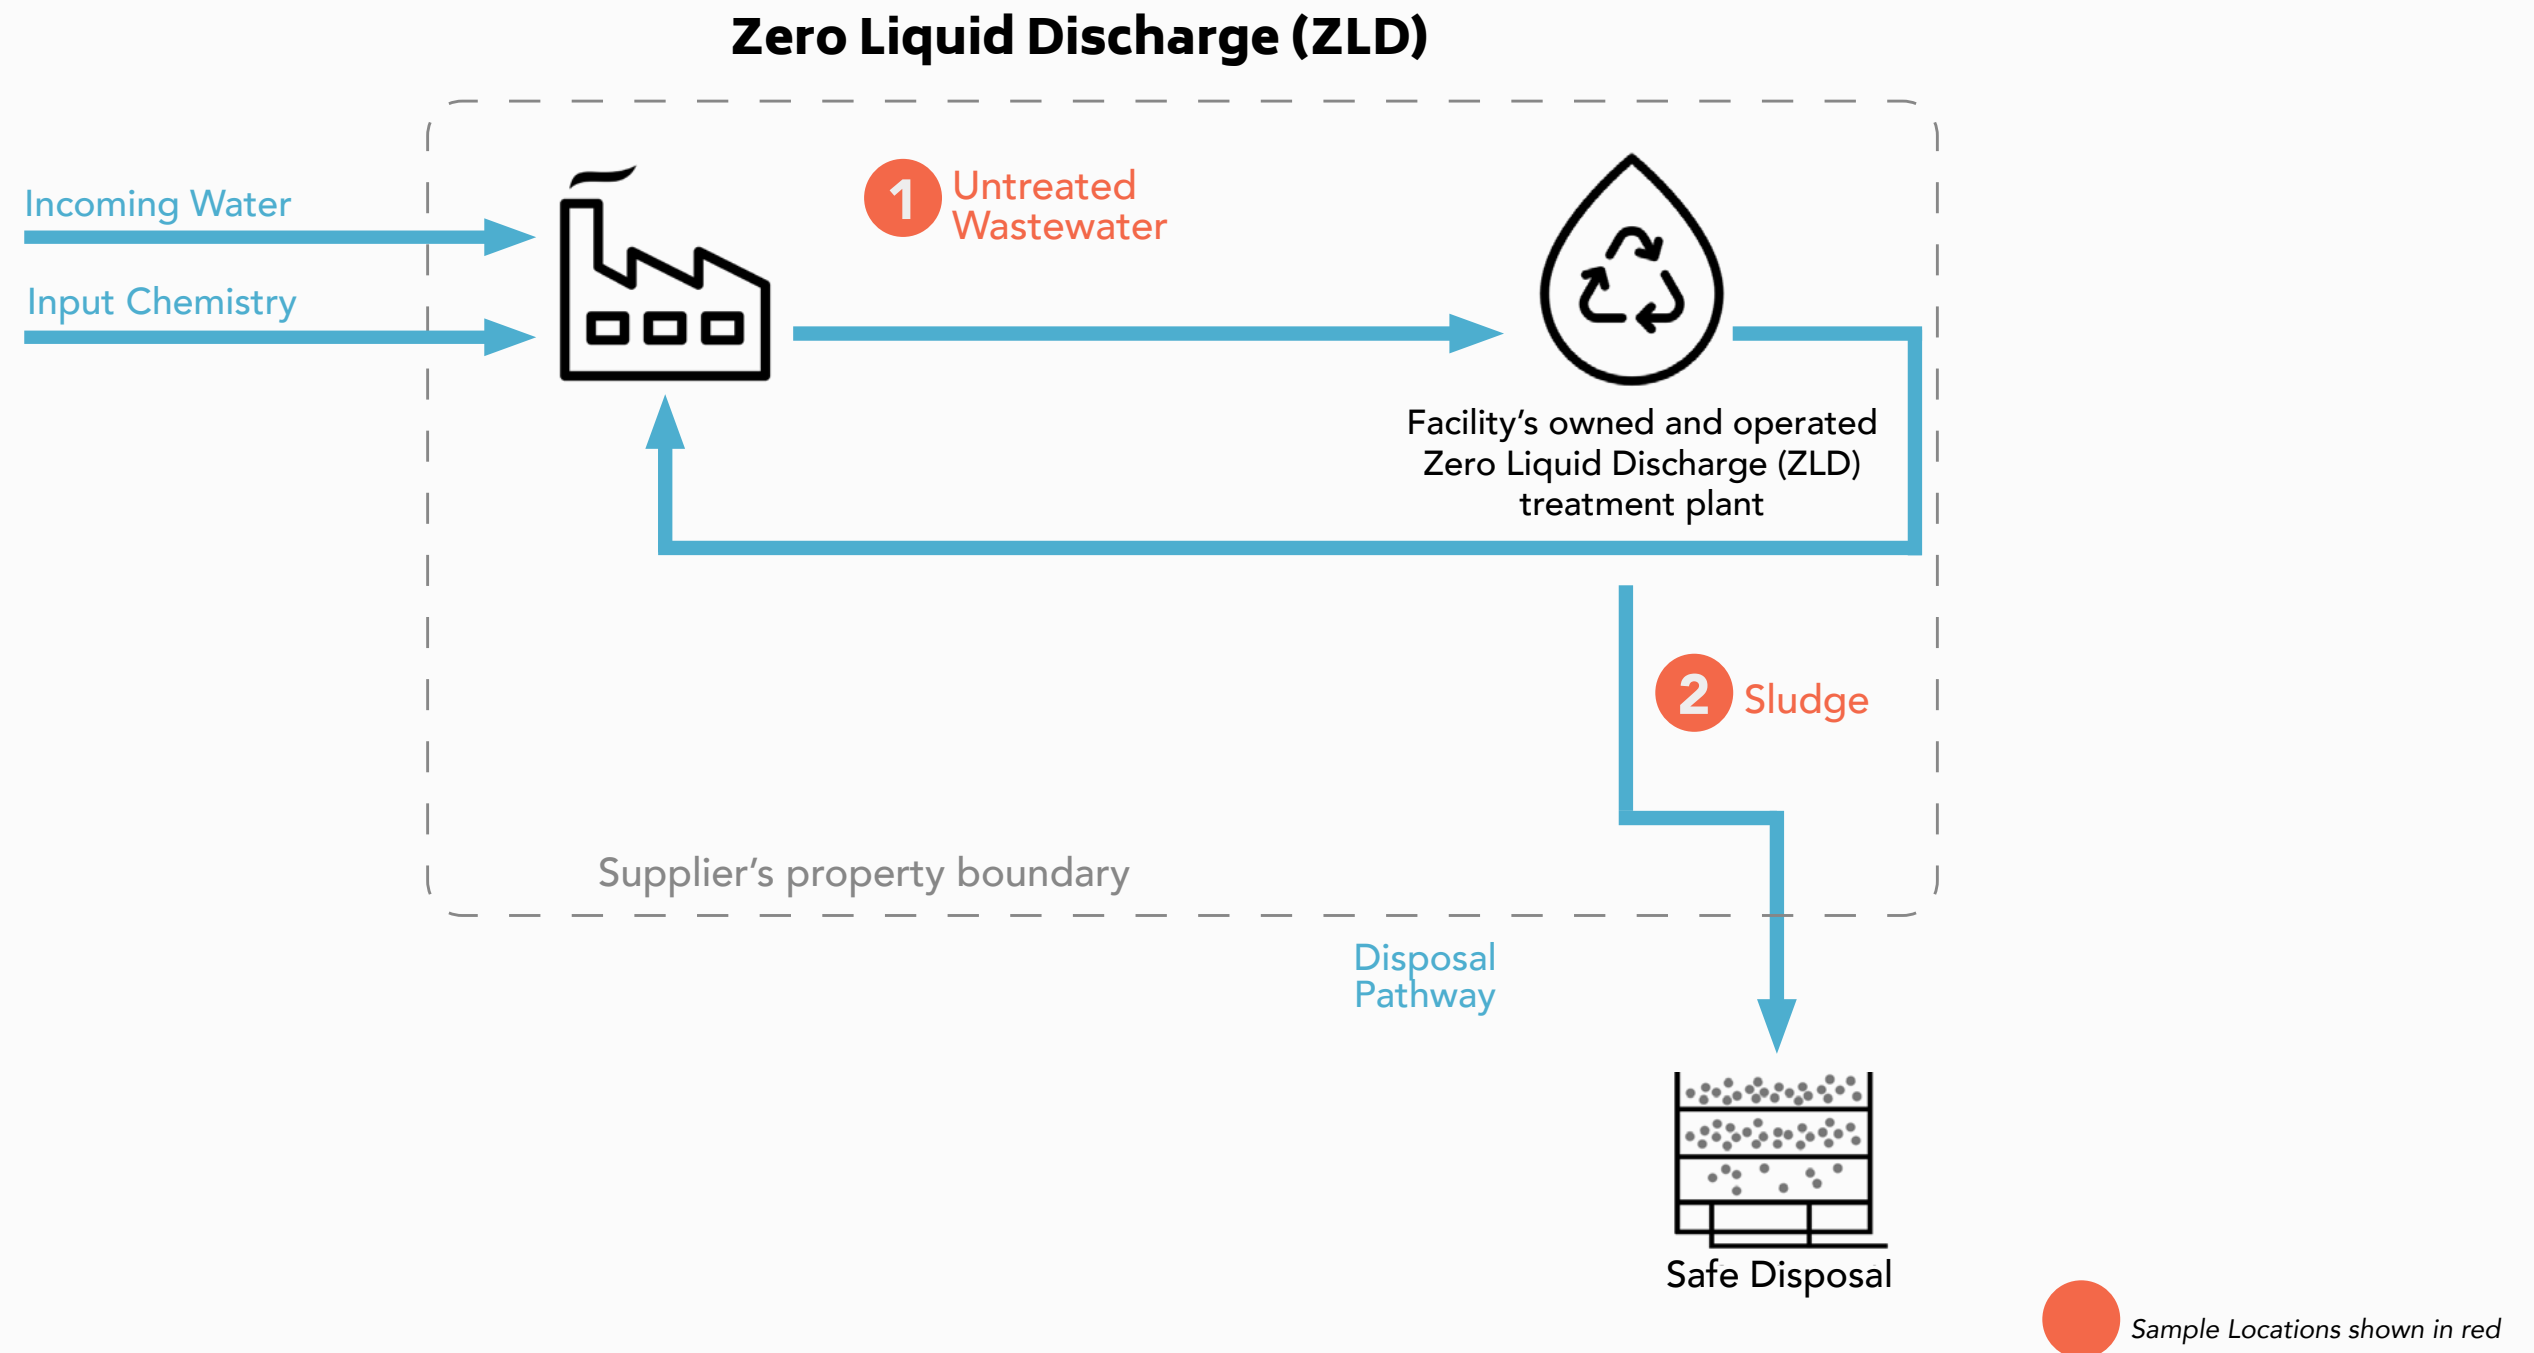 Zero Liquid Discharge (ZLD)
Incoming Water
Input Chemistry
1
Untreated
Wastewater
Facility’s owned and operated
Zero Liquid Discharge (ZLD)
treatment plant
2
Sludge
Supplier’s property boundary
Disposal
Pathway
Safe Disposal
Sample Locations shown in red